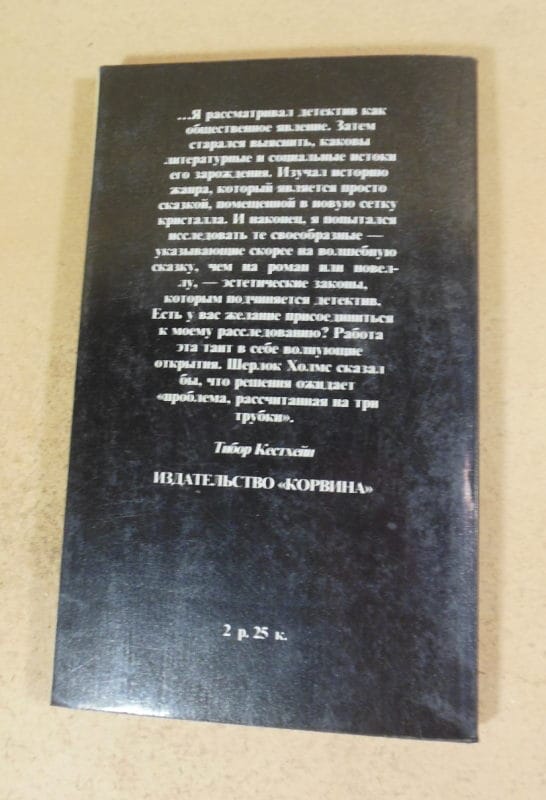 ...Я рассматривал детектив как
общественное явление. Затем
старался выяснить, каковы
литературные и социальные истоки
его зарождения. Изучал историю
жанра, который является просто
сказкой, помещенной в новую сетку
кристалла. И наконец, я попытался
исследовать те своеобразные —
указывающие скорее на волшебную
сказку, чем на роман или новел-
лу, — эстетические законы,
которым подчиняется детектив.
Есть у вас желание присоединиться
к моему расследованию? Работа
эта таит в себе волнующие
открытия. Шерлок Холмс сказал
бы, что решения ожидает
«проблема, рассчитанная на три
трубки».
Тибор Кестхейи
ИЗДАТЕЛЬСТВО «КОРВИНА»
2 р. 25 к.